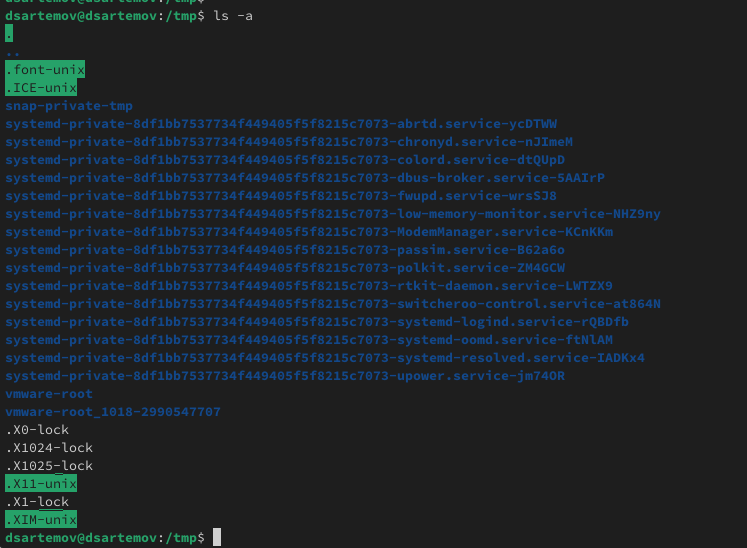 dsartemov@dsartemov:/tmp$ ls -a
.
..
.font-unix
.ICE-unix
snap-private-tmp
systemd-private-8df1bb7537734f449405f5f8215c7073-abrtd.service-ycDTWW
systemd-private-8df1bb7537734f449405f5f8215c7073-chronyd.service-nJImeM
systemd-private-8df1bb7537734f449405f5f8215c7073-colord.service-dtQUpD
systemd-private-8df1bb7537734f449405f5f8215c7073-dbus-broker.service-5AAIrP
systemd-private-8df1bb7537734f449405f5f8215c7073-fwupd.service-wrsSJ8
systemd-private-8df1bb7537734f449405f5f8215c7073-low-memory-monitor.service-NHZ9ny
systemd-private-8df1bb7537734f449405f5f8215c7073-ModemManager.service-KCnKKm
systemd-private-8df1bb7537734f449405f5f8215c7073-passim.service-B62a6o
systemd-private-8df1bb7537734f449405f5f8215c7073-polkit.service-ZM4GCW
systemd-private-8df1bb7537734f449405f5f8215c7073-rtkit-daemon.service-LWTZX9
systemd-private-8df1bb7537734f449405f5f8215c7073-switcheroo-control.service-at864N
systemd-private-8df1bb7537734f449405f5f8215c7073-systemd-logind.service-rQBDfb
systemd-private-8df1bb7537734f449405f5f8215c7073-systemd-oomd.service-ftNlAM
systemd-private-8df1bb7537734f449405f5f8215c7073-systemd-resolved.service-IADKx4
systemd-private-8df1bb7537734f449405f5f8215c7073-upower.service-jm74OR
vmware-root
vmware-root_1018-2990547707
.X0-lock
.X1024-lock
.X1025-lock
.X11-unix
.X1-lock
.XIM-unix
dsartemov@dsartemov:/tmp$